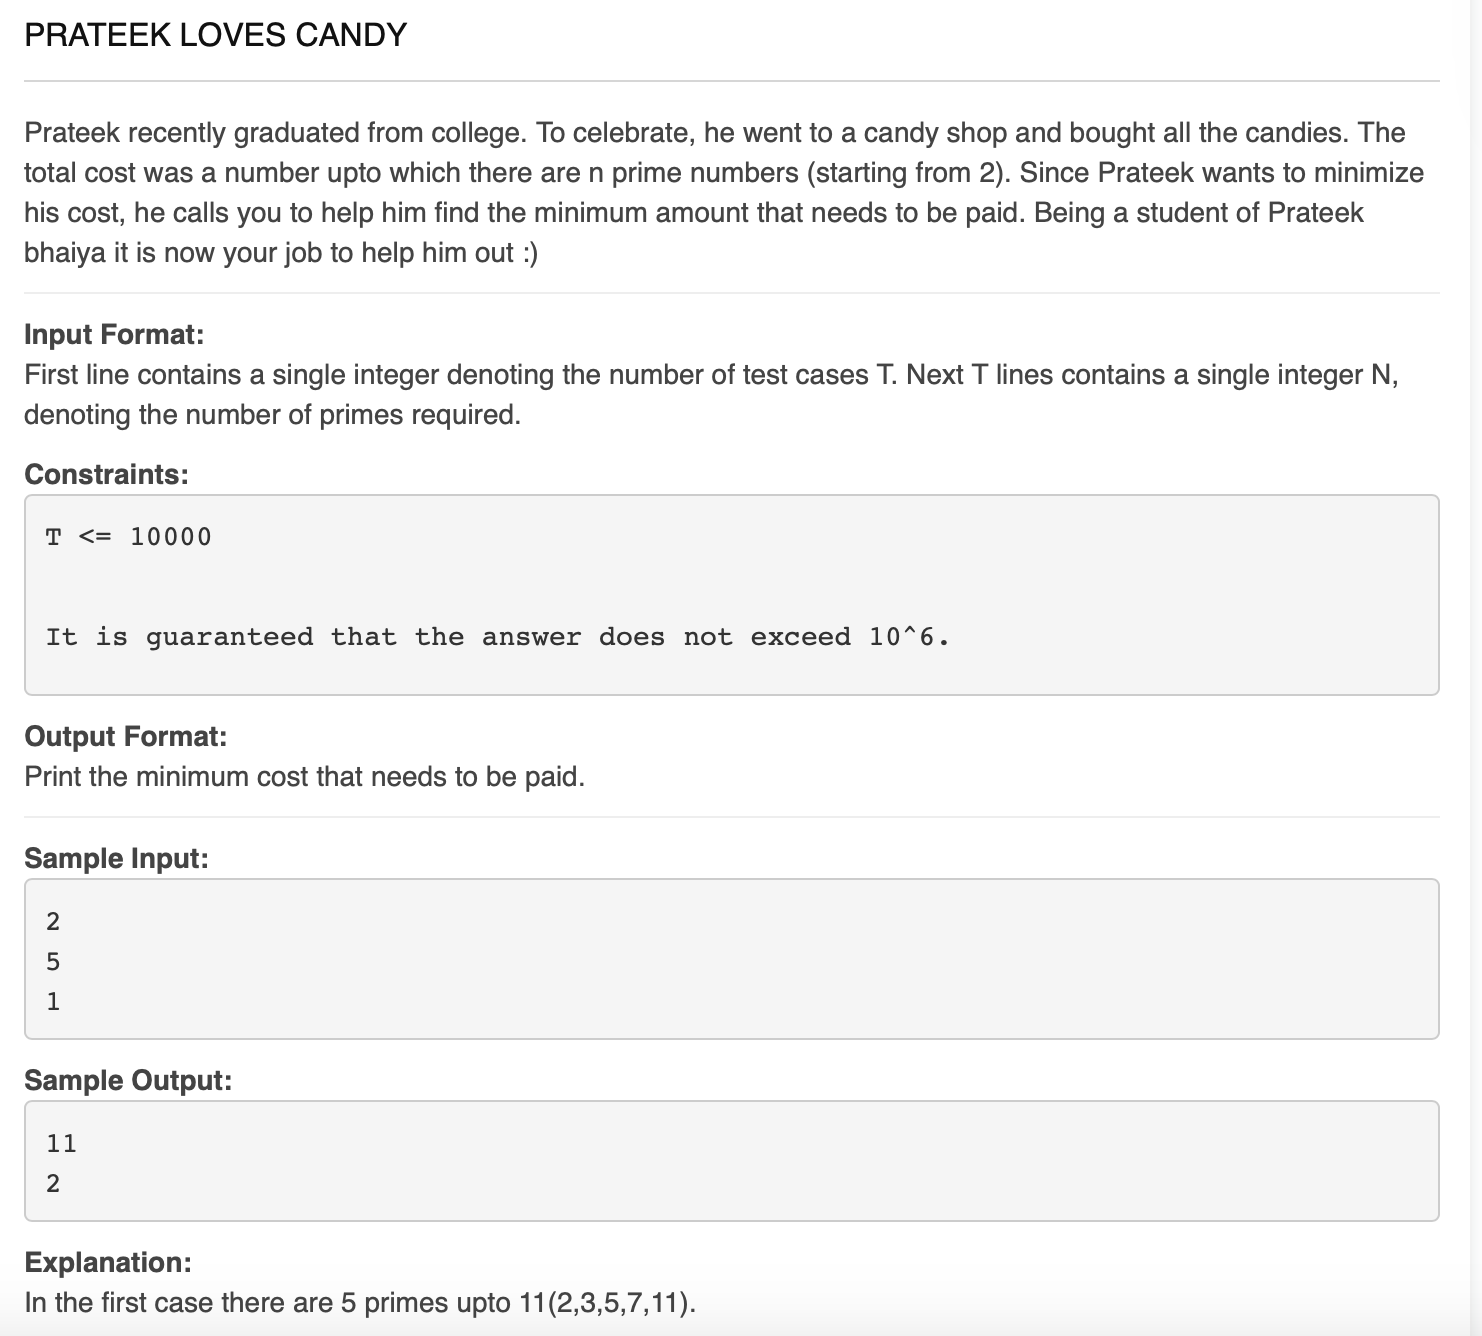 PRATEEK LOVES CANDY
Prateek recently graduated from college. To celebrate, he went to a candy shop and bought all the candies. The
total cost was a number upto which there are n prime numbers (starting from 2). Since Prateek wants to minimize
his cost, he calls you to help him find the minimum amount that needs to be paid. Being a student of Prateek
bhaiya it is now your job to help him out :)
Input Format:
First line contains a single integer denoting the number of test cases T. Next T lines contains a single integer N,
denoting the number of primes required.
Constraints:
T <= 10000
It is guaranteed that the answer does not exceed 10^6.
Output Format:
Print the minimum cost that needs to be paid.
Sample Input:
2
5
1
Sample Output:
11
2
Explanation:
In the first case there are 5 primes upto 11(2,3,5,7,11).